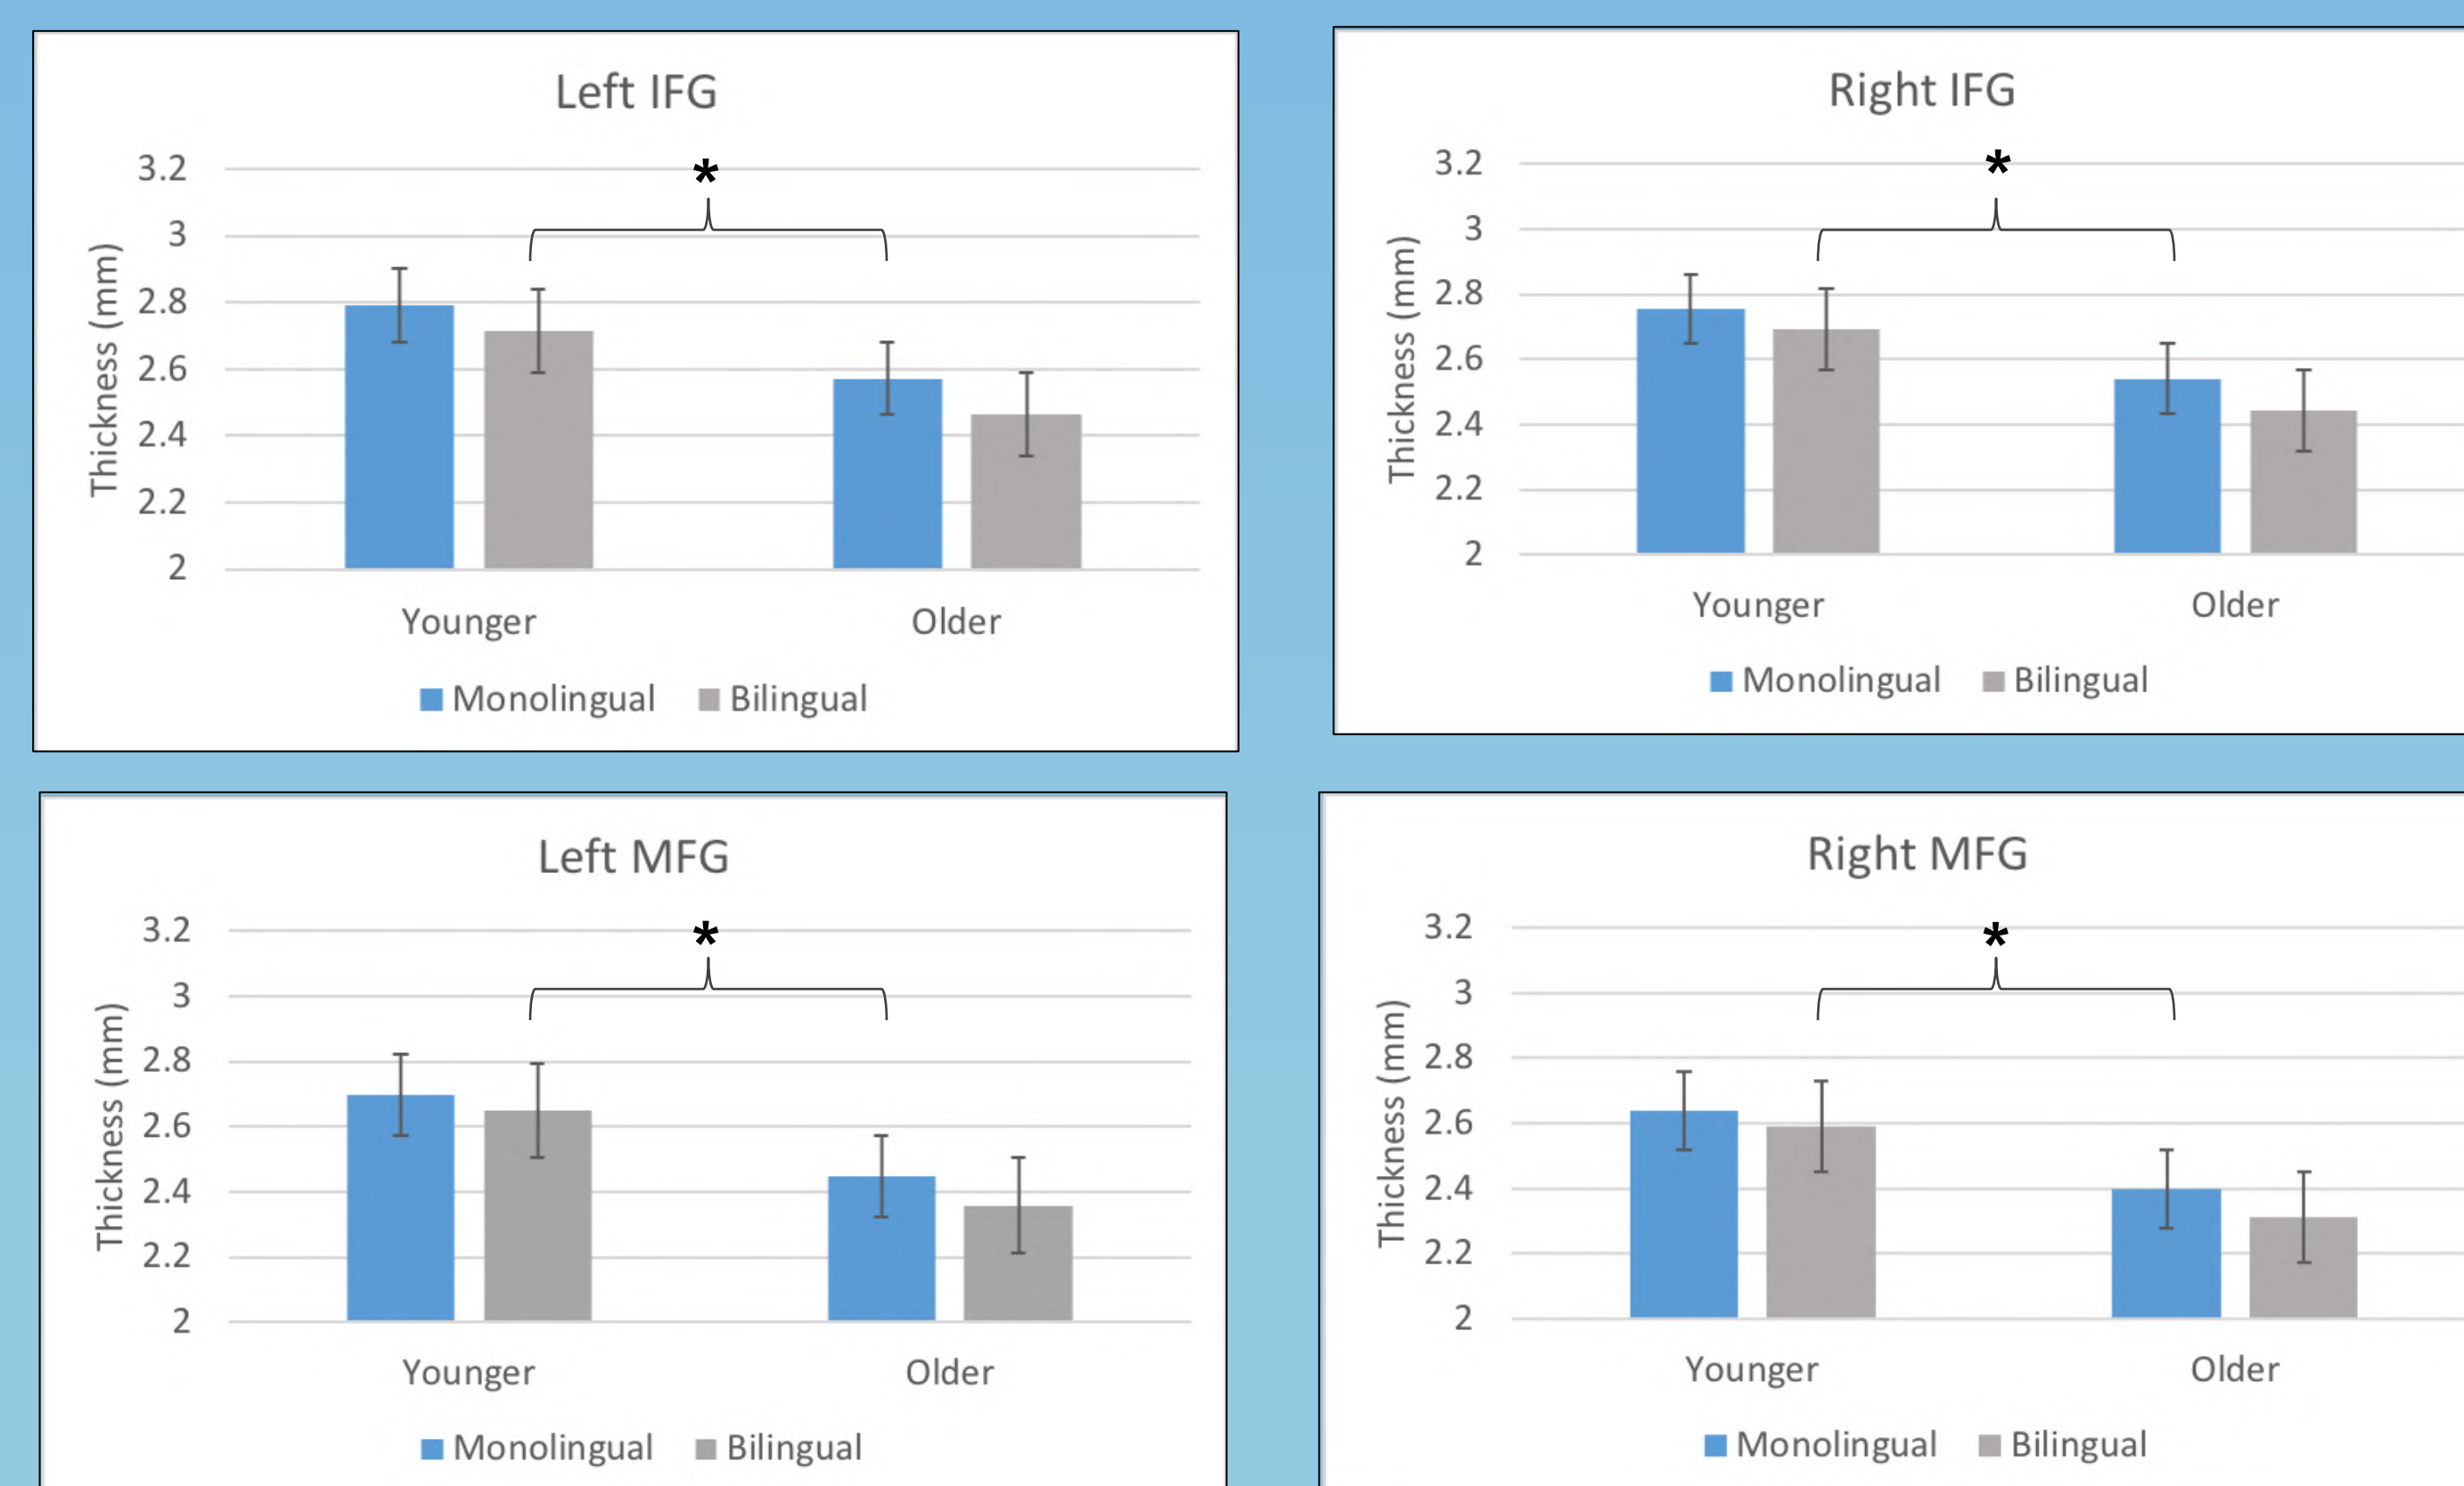 Left IFG
*
3.2
3
2.8
2.6
2.4
2.2
2
Thickness (mm)
Younger Older
Monolingual Bilingual
Right IFG
*
3.2
3
2.8
2.6
2.4
2.2
2
Thickness (mm)
Younger Older
Monolingual Bilingual
Left MFG
*
3.2
3
2.8
2.6
2.4
2.2
2
Thickness (mm)
Younger Older
Monolingual Bilingual
Right MFG
*
3.2
3
2.8
2.6
2.4
2.2
2
Thickness (mm)
Younger Older
Monolingual Bilingual